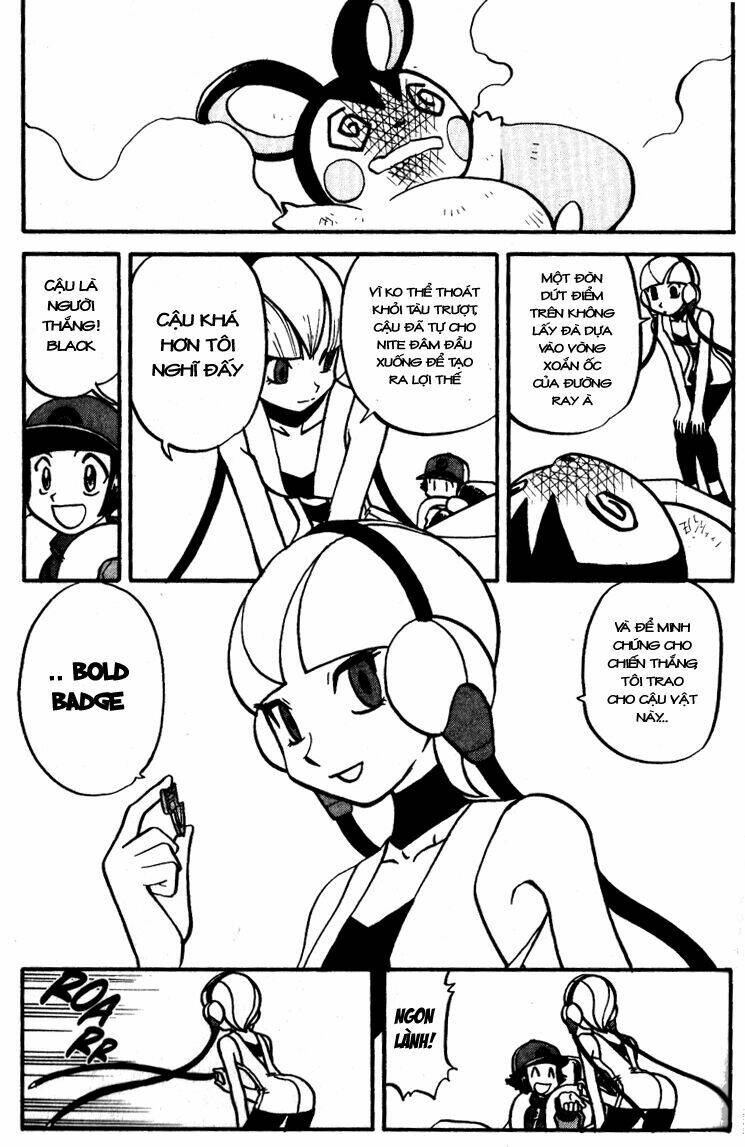 MỘT ĐÒN
DỨT ĐIỂM
TRÊN KHÔNG
LẤY ĐÀ DỰA
VÀO VÒNG
XOẮN ỐC
CỦA ĐƯỜNG
RAY À
VÌ KO THỂ THOÁT
KHỎI TÀU TRƯỢT,
CẬU ĐÃ TỰ CHO
NITE ĐÂM ĐẦU
XUỐNG ĐỂ TẠO
RA LỢI THẾ
CẬU KHÁ
HƠN TÔI
NGHĨ ĐẤY
CẬU LÀ
NGƯỜI
THẮNG!
BLACK
VÀ ĐỂ MINH
CHỨNG CHO
CHIẾN THẮNG,
TÔI TRAO
CHO CẬU VẬT
NÀY...
.. BOLD
BADGE
NGON
LÀNH!
ROA
RR